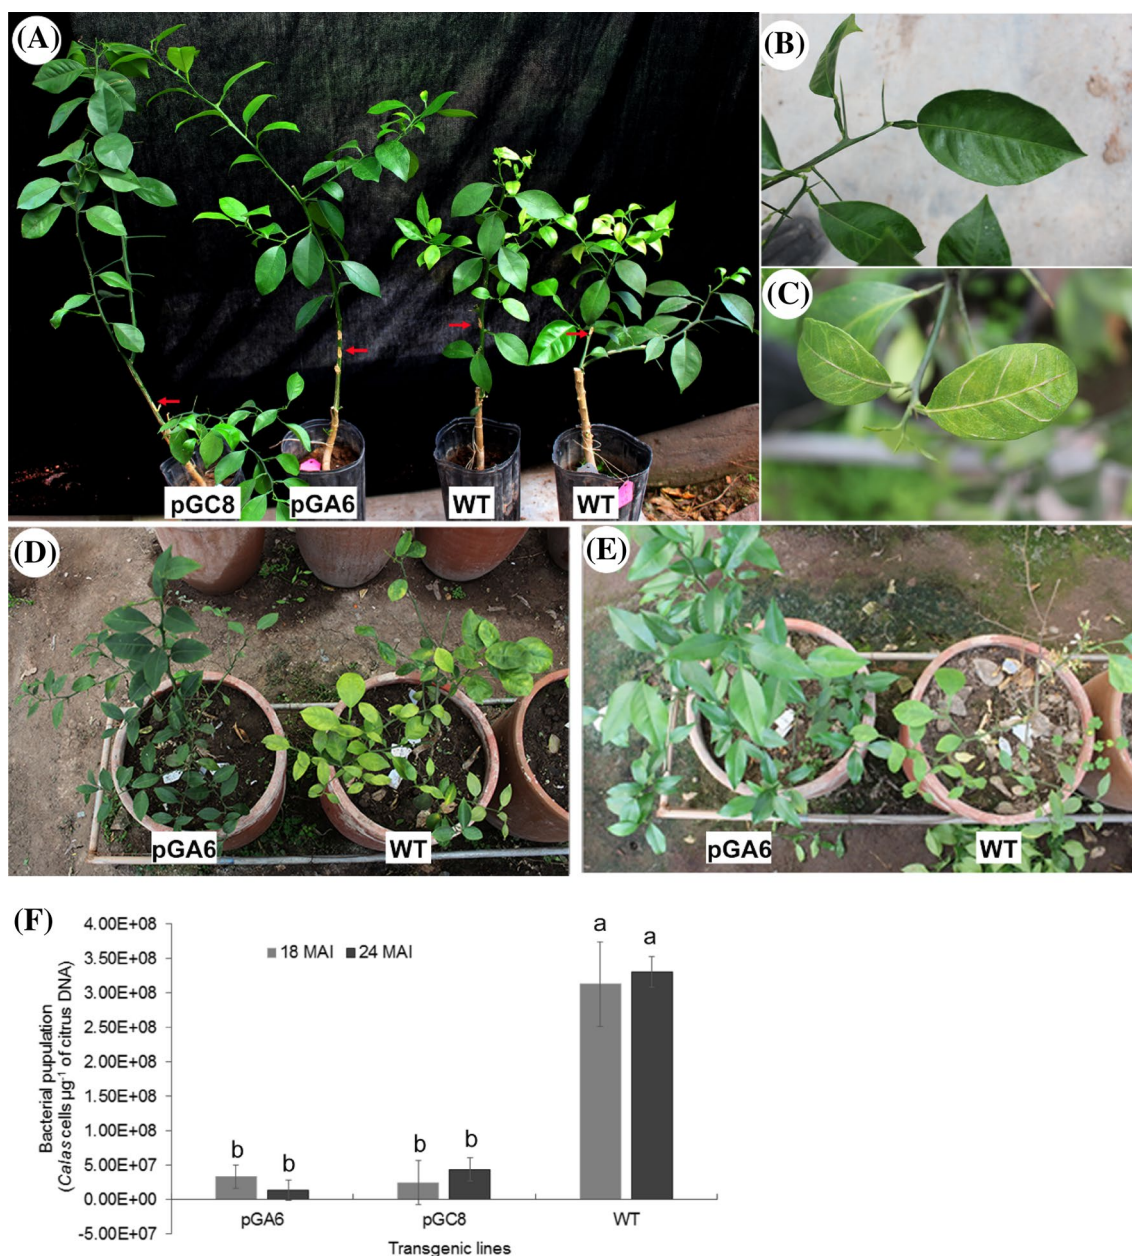 (A)
(B)
(C)
pGC8
pGA6
WT
WT
(D)
(E)
pGA6
WT
pGA6
WT
(F)
4.00E+08
3.50E+08
3.00E+08
2.50E+08
2.00E+08
1.50E+08
1.00E+08
5.00E+07
0.00E+00
-5.00E+07
Bacterial pupulation
(Calas cells µg-1 of citrus DNA)
18 MAI
24 MAI
b
b
b
b
a
a
pGA6
pGC8
WT
Transgenic lines